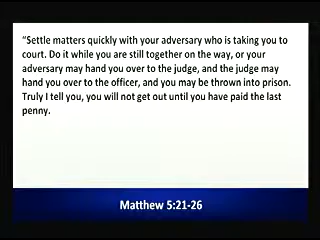 "Settle matters quickly with your adversary who is taking you to
court. Do it while you are still together on the way, or your
adversary may hand you over to the judge, and the judge may
hand you over to the officer, and you may be thrown into prison.
Truly I tell you, you will not get out until you have paid the last
penny.
Matthew 5:21-26